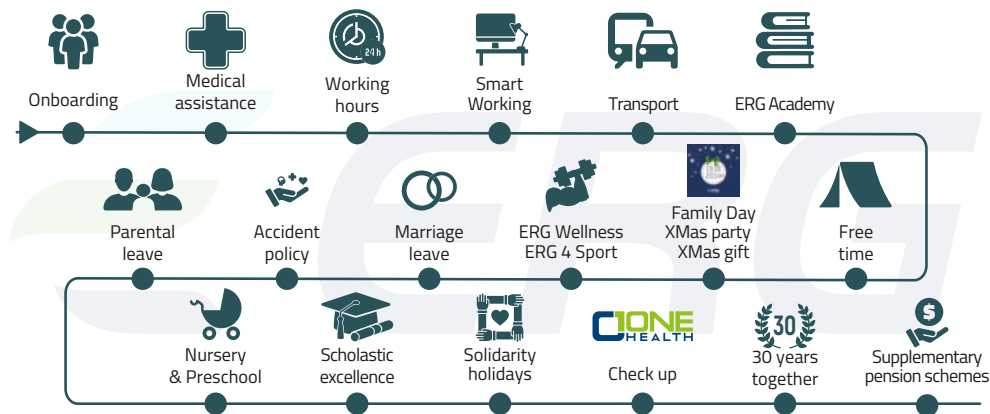 Onboarding
Medical
assistance
24h
Working
hours
Smart
Working
Transport
ERG Academy
Parental
leave
Accident
policy
Marriage
leave
ERG Wellness
ERG 4 Sport
Family Day
XMas party
XMas gift
Free
time
Nursery
& Preschool
Scholastic
excellence
Solidarity
holidays
C1ONE
HEALTH
Check up
30
30 years
together
$
Supplementary
pension schemes
ERG